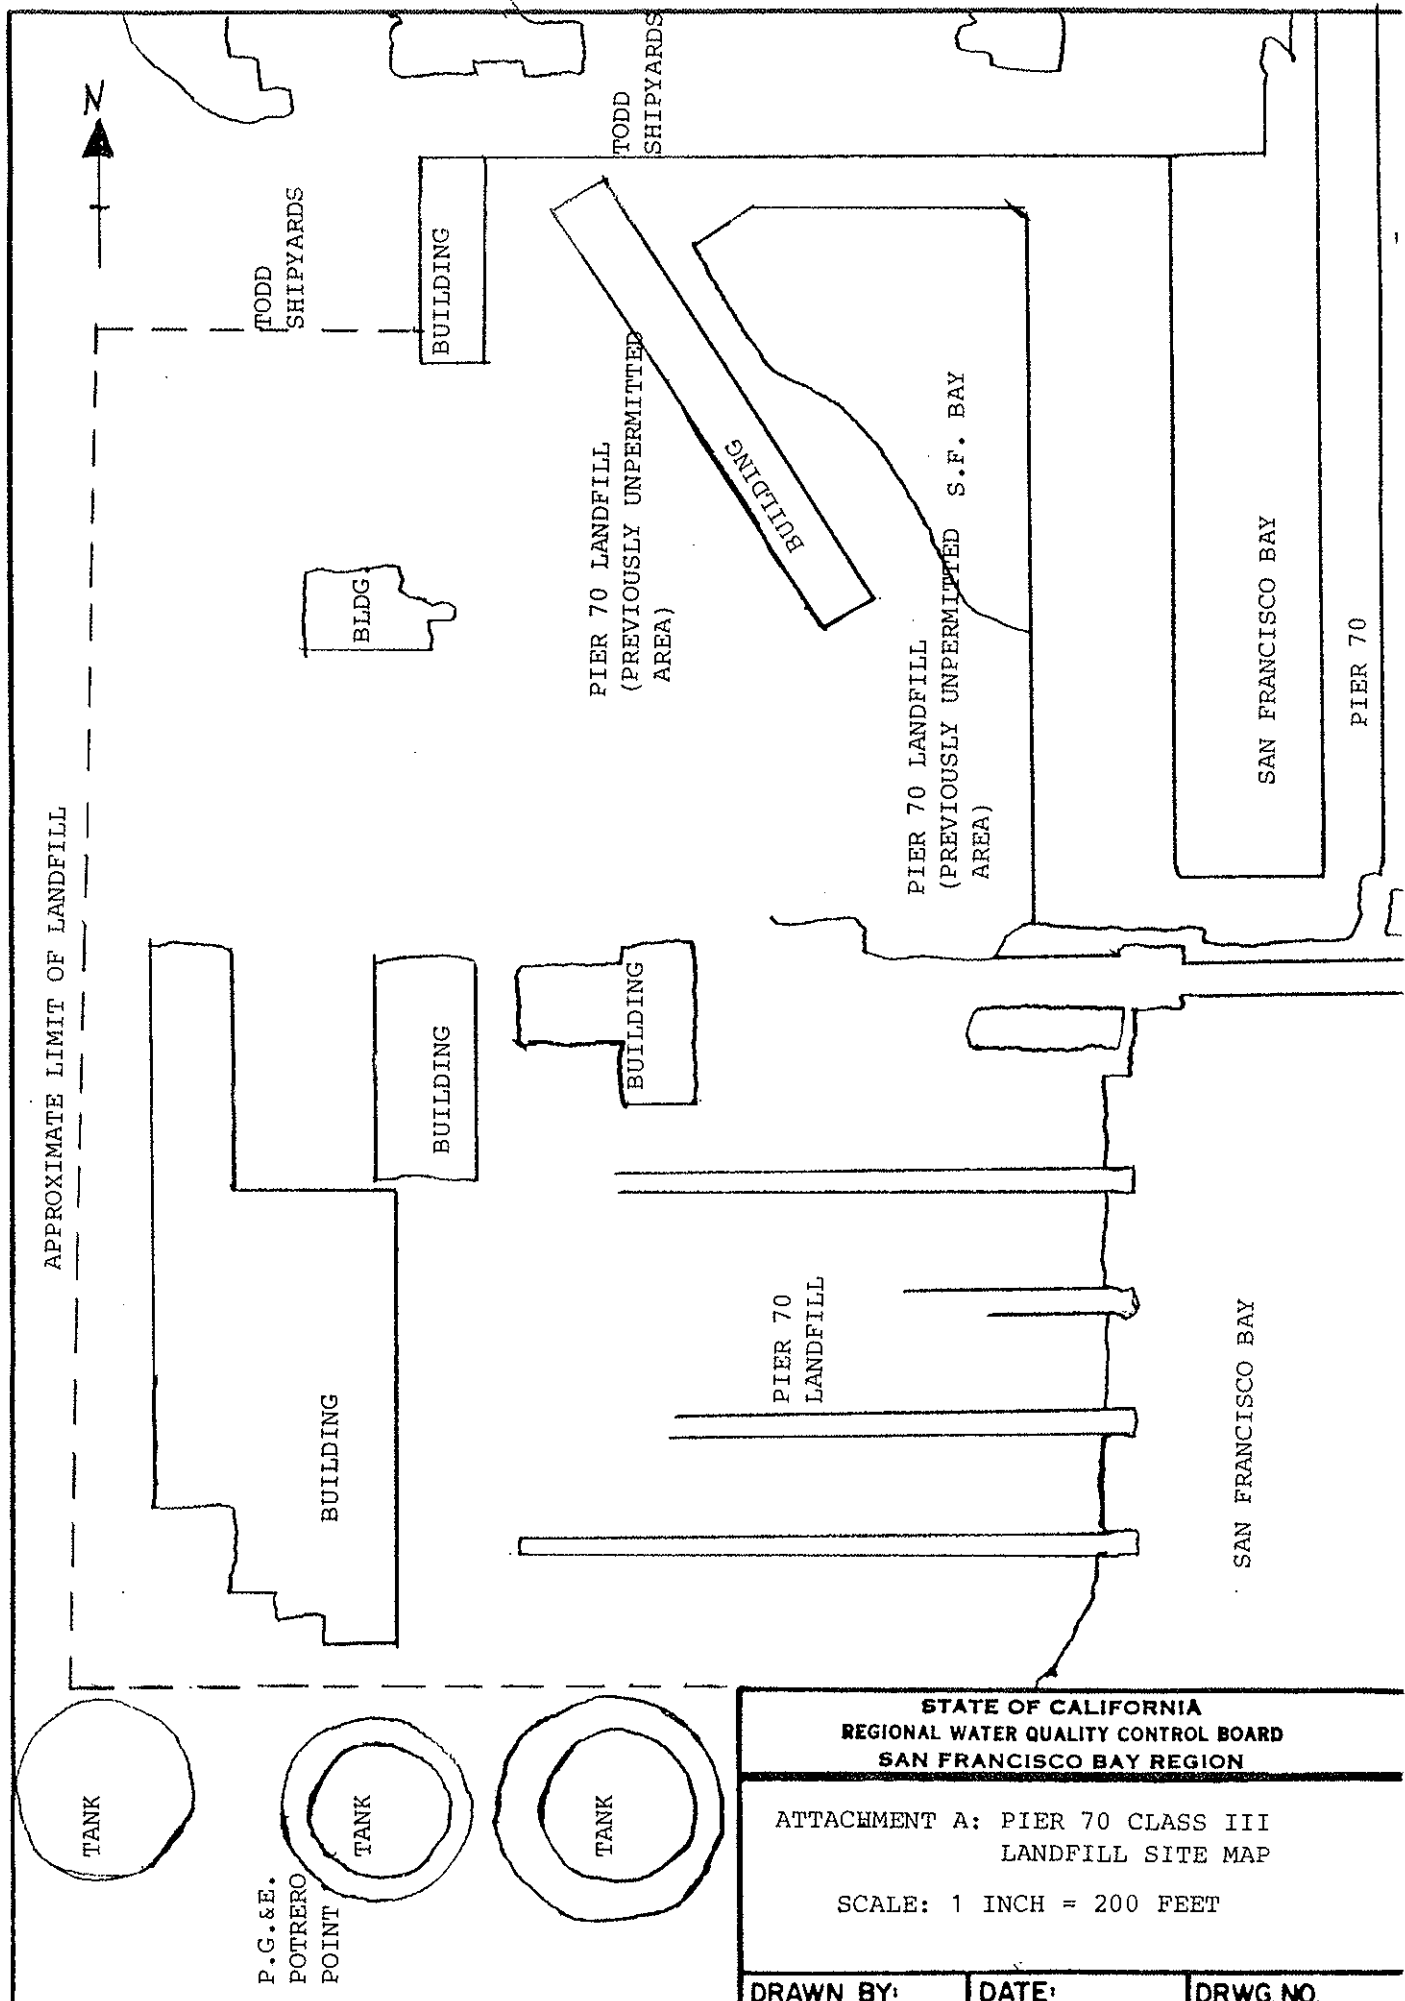 N
TODD
SHIPYARDS
TODD
SHIPYARDS
BUILDING
PIER 70 LANDFILL
(PREVIOUSLY UNPERMITTED
AREA)
BUILDING
S.F. BAY
BLDG
PIER 70 LANDFILL
(PREVIOUSLY UNPERMITTED
AREA)
SAN FRANCISCO BAY
PIER 70
APPROXIMATE LIMIT OF LANDFILL
BUILDING
BUILDING
BUILDING
PIER 70
LANDFILL
SAN FRANCISCO BAY
TANK
TANK
TANK
P.G.&E.
POTRERO
POINT
STATE OF CALIFORNIA
REGIONAL WATER QUALITY CONTROL BOARD
SAN FRANCISCO BAY REGION
ATTACHMENT A: PIER 70 CLASS III
LANDFILL SITE MAP
SCALE: 1 INCH = 200 FEET
DRAWN BY: DATE: DRWG NO.